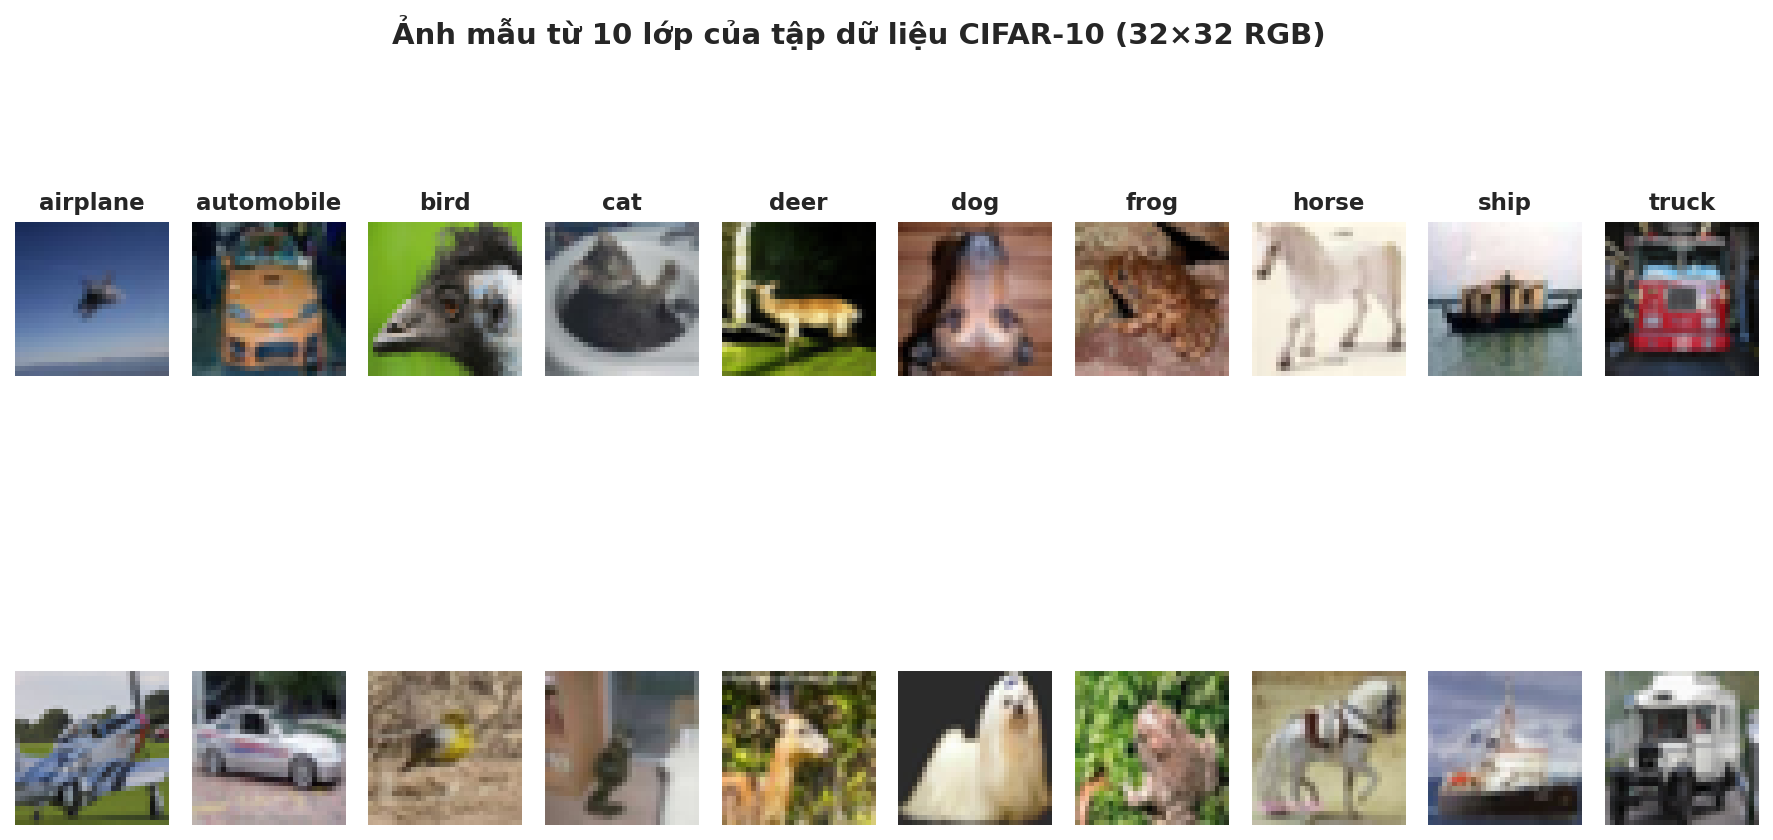 Ảnh mẫu từ 10 lớp của tập dữ liệu CIFAR-10 (32×32 RGB)
airplane automobile bird cat deer dog frog horse ship truck